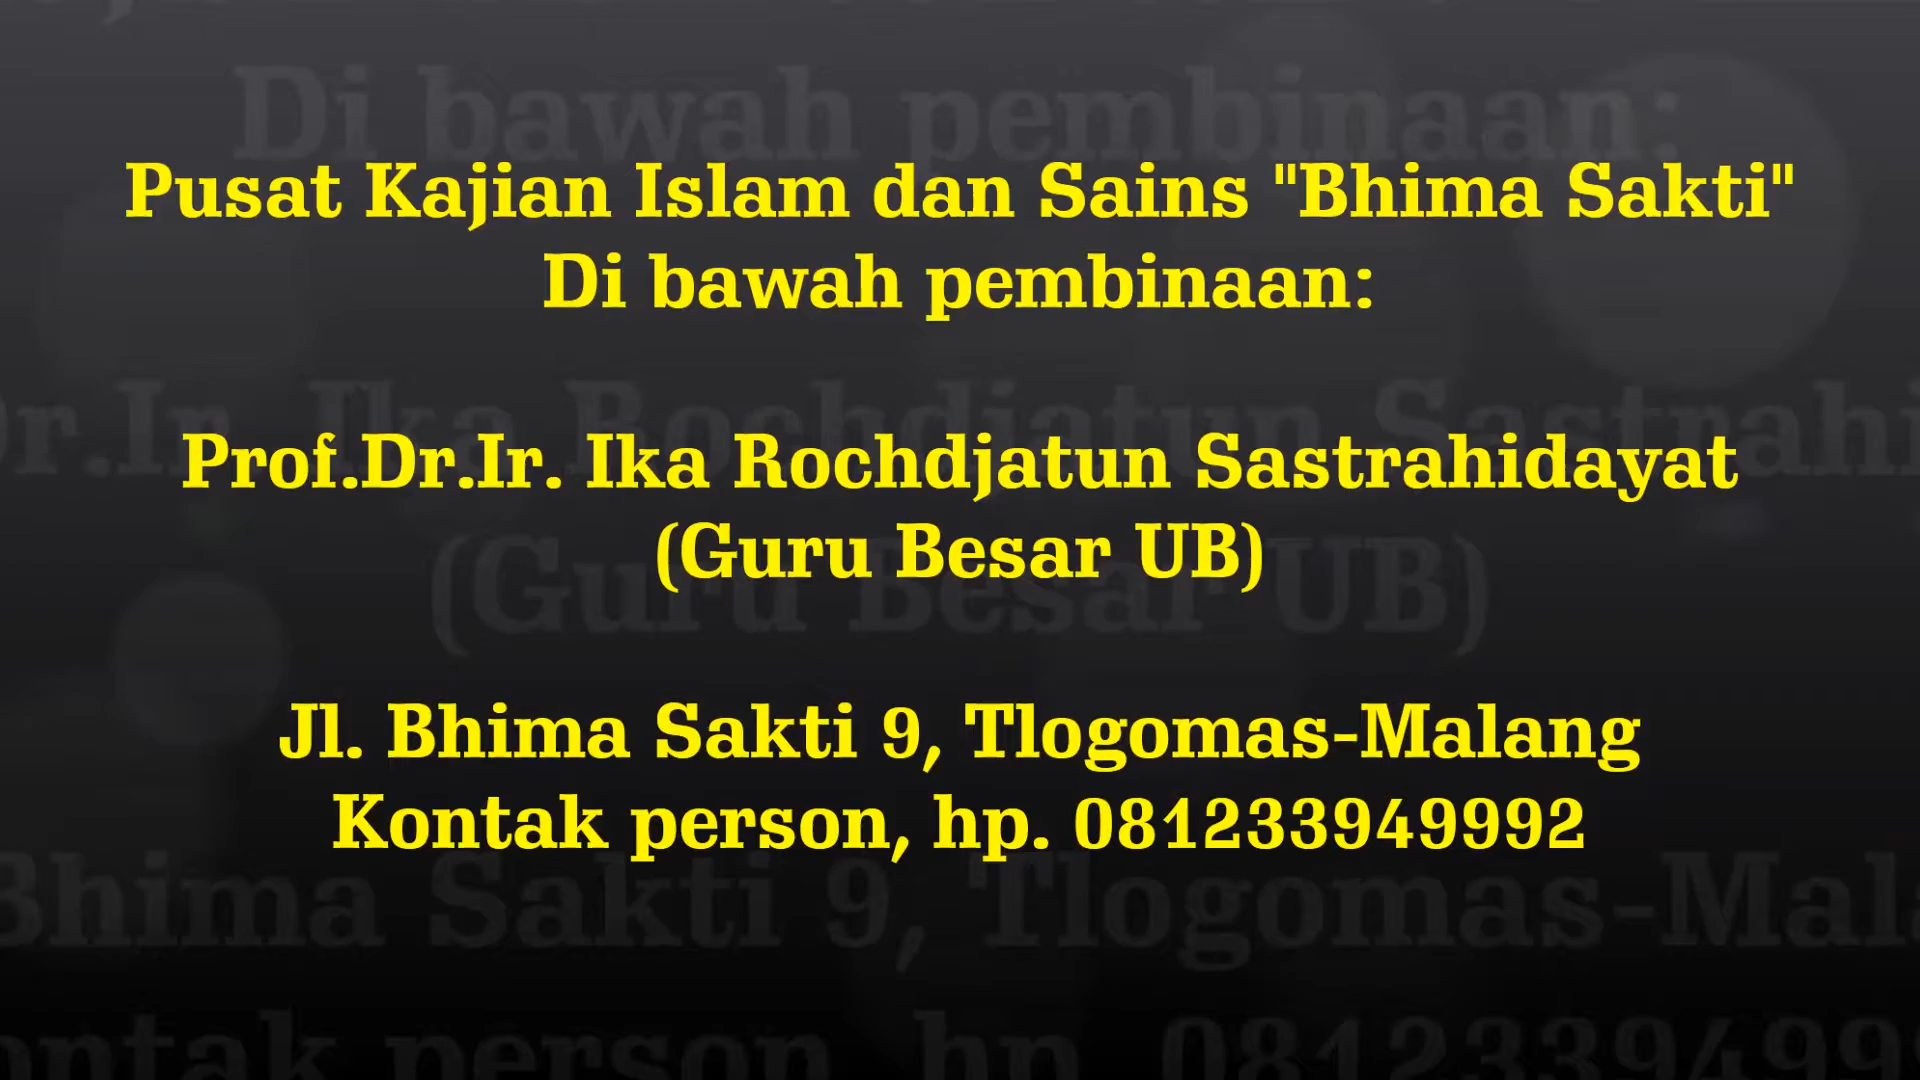 Pusat Kajian Islam dan Sains "Bhima Sakti"
Di bawah pembinaan:
Prof.Dr.Ir. Ika Rochdjatun Sastrahidayat
(Guru Besar UB)
Jl. Bhima Sakti 9, Tlogomas-Malang
Kontak person, hp. 081233949992